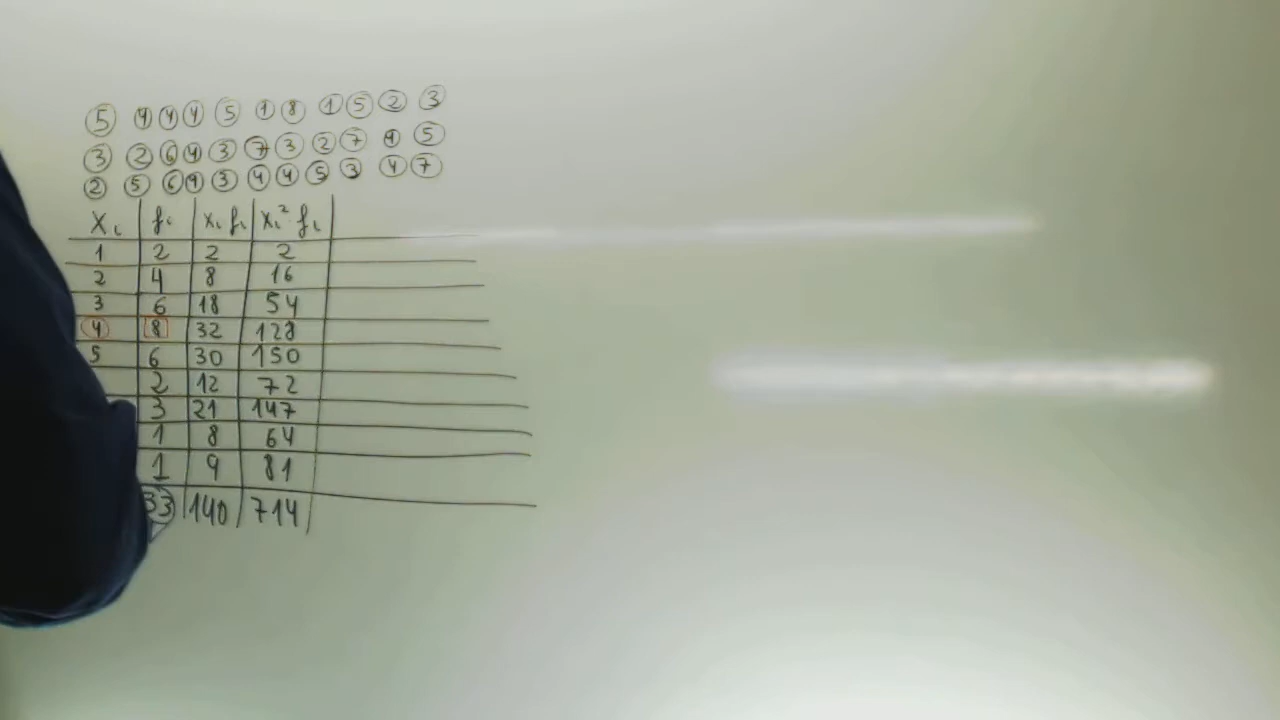 5 4 4 4 5 1 8 1 5 2 3
3 2 6 4 3 7 3 2 7 9 5
2 5 6 4 3 4 4 5 3 4 7
xᵢ fᵢ xᵢ fᵢ xᵢ² fᵢ
1 2 2 2
2 4 8 16
3 6 18 54
4 8 32 128
5 6 30 150
2 12 72
3 21 147
1 8 64
1 9 81
33 140 714